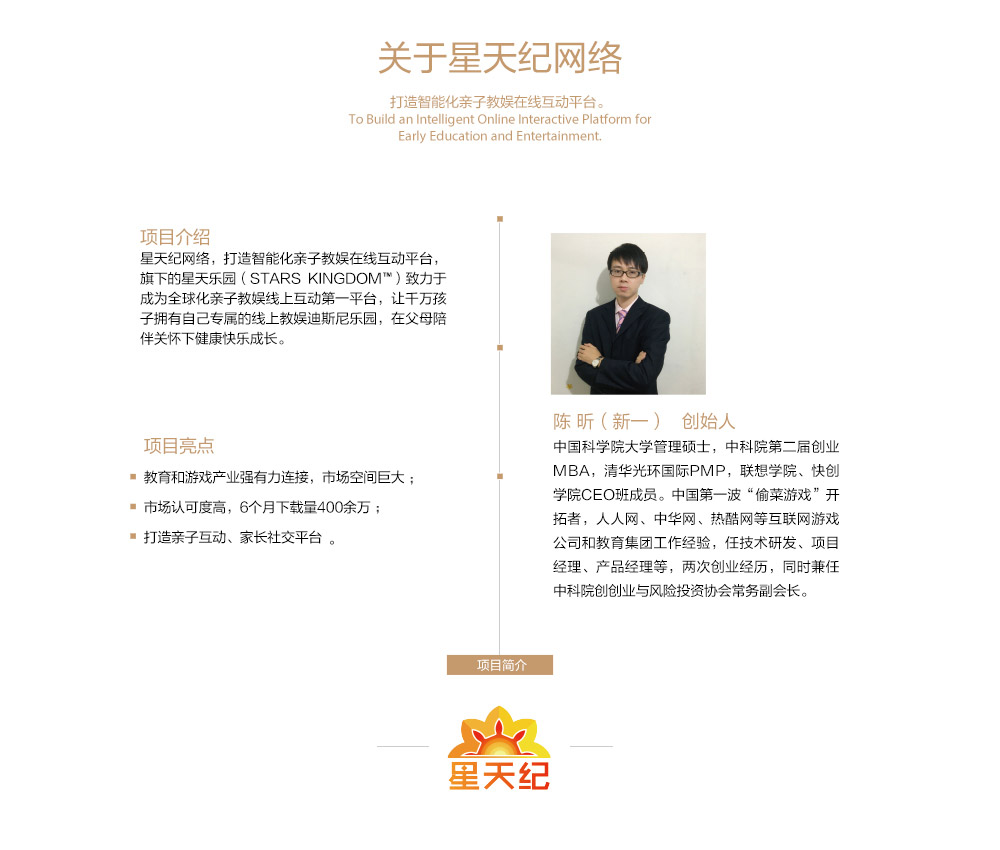 关于星天纪网络
打造智能化亲子教娱在线互动平台。
To Build an Intelligent Online Interactive Platform for
Early Education and Entertainment.
项目介绍
星天纪网络，打造智能化亲子教娱在线互动平台，
旗下的星天乐园（STARS KINGDOM™）致力于
成为全球化亲子教娱线上互动第一平台，让千万孩
子拥有自己专属的线上教娱迪斯尼乐园，在父母陪
伴关怀下健康快乐成长。
项目亮点
教育和游戏产业强有力连接，市场空间巨大；
市场认可度高，6个月下载量400余万；
打造亲子互动、家长社交平台 。
陈 昕（新一） 创始人
中国科学院大学管理硕士，中科院第二届创业
MBA，清华光环国际PMP，联想学院、快创
学院CEO班成员。中国第一波“偷菜游戏”开
拓者，人人网、中华网、热酷网等互联网游戏
公司和教育集团工作经验，任技术研发、项目
经理、产品经理等，两次创业经历，同时兼任
中科院创创业与风险投资协会常务副会长。
项目简介
星天纪